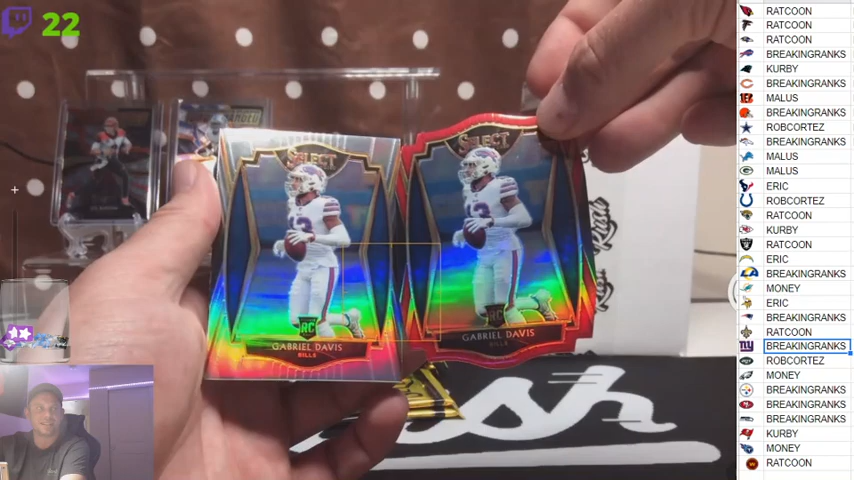 22
SELECT
13
RC
GABRIEL DAVIS
BILLS
SELECT
13
RC
GABRIEL DAVIS
BILLS
RATCOON
RATCOON
RATCOON
BREAKINGRANKS
KURBY
BREAKINGRANKS
MALUS
BREAKINGRANKS
ROBCORTEZ
BREAKINGRANKS
MALUS
MALUS
ERIC
ROBCORTEZ
RATCOON
KURBY
RATCOON
ERIC
BREAKINGRANKS
MONEY
ERIC
BREAKINGRANKS
RATCOON
BREAKINGRANKS
ROBCORTEZ
MONEY
BREAKINGRANKS
BREAKINGRANKS
BREAKINGRANKS
KURBY
MONEY
RATCOON